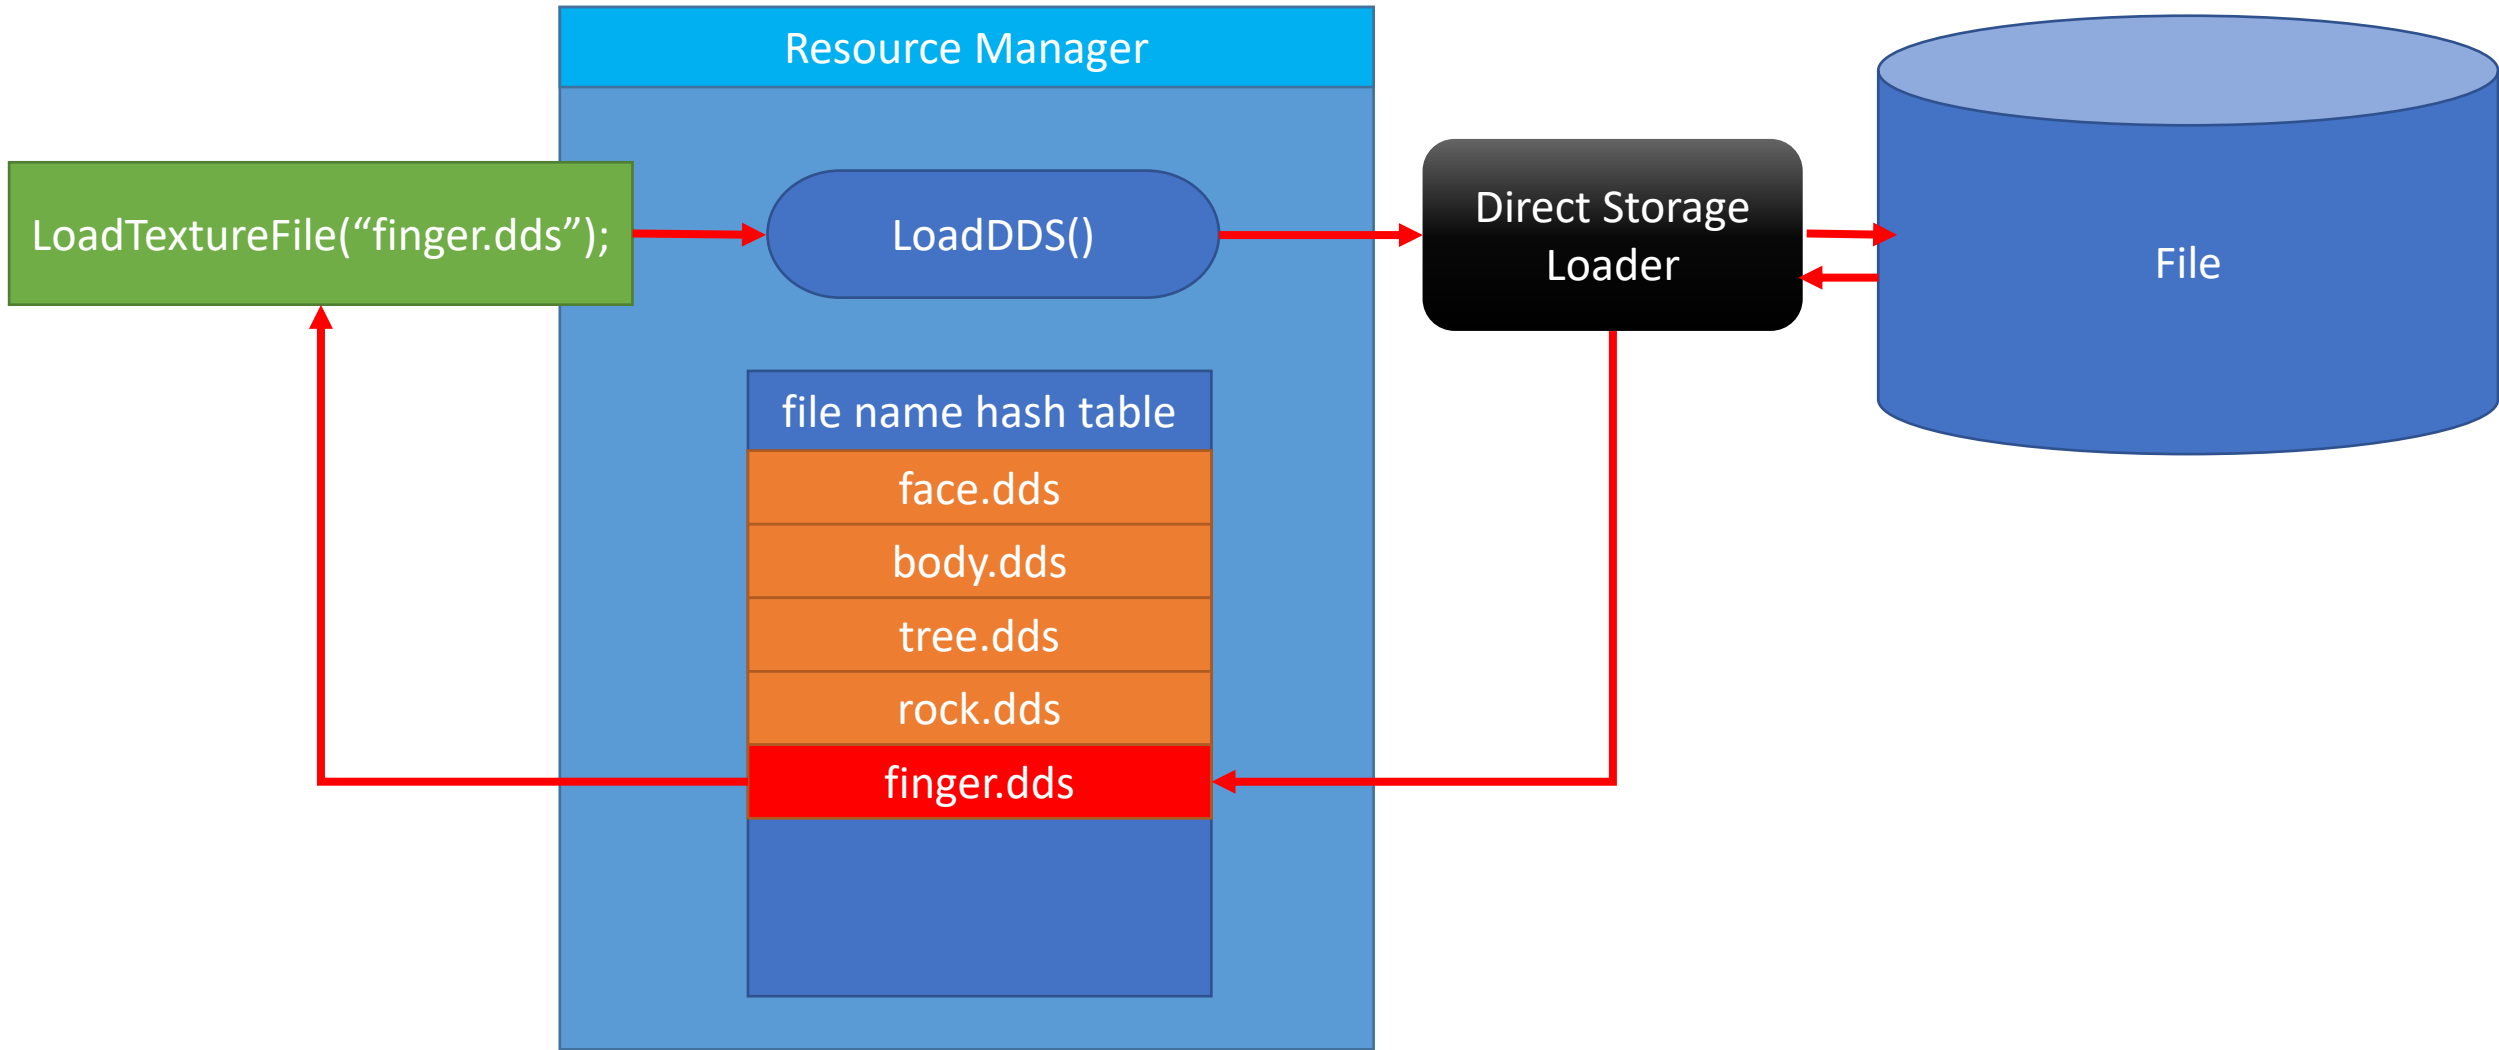 Resource Manager
LoadTextureFile(“finger.dds”);
LoadDDS()
Direct Storage
Loader
File
file name hash table
face.dds
body.dds
tree.dds
rock.dds
finger.dds